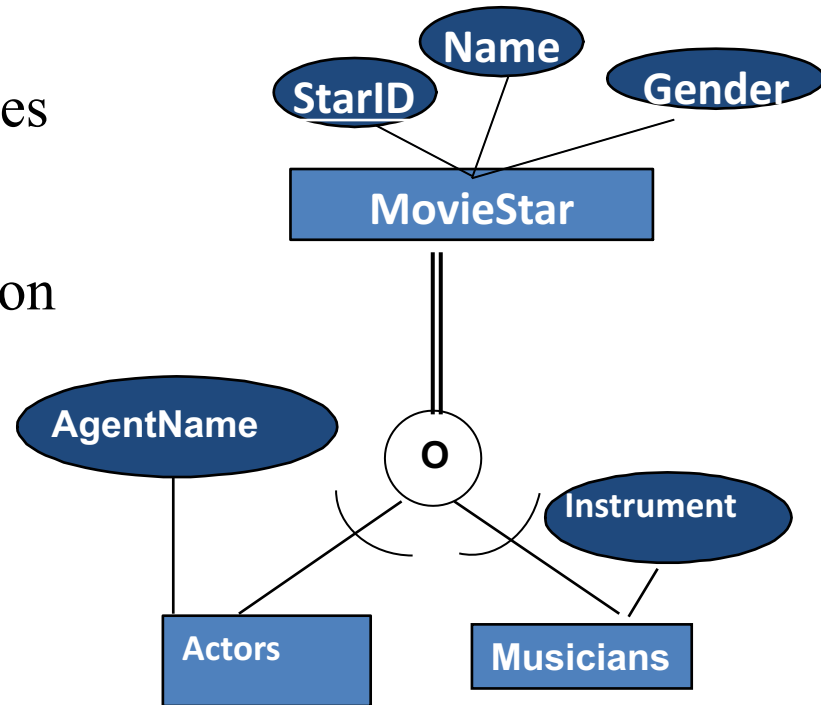 es
on
Name
StarID
Gender
MovieStar
AgentName
O
Instrument
Actors
Musicians